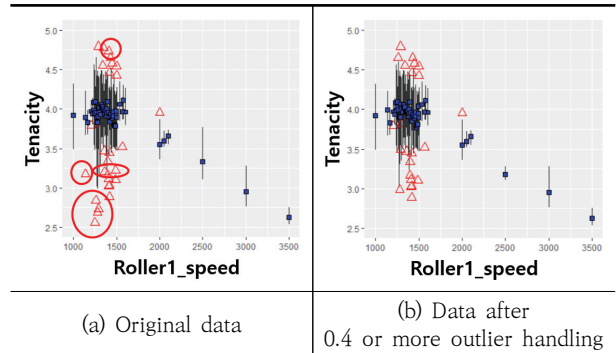 5.0
4.5
4.0
3.5
3.0
2.5
Tenacity
1000 1500 2000 2500 3000 3500
Roller1_speed
5.0
4.5
4.0
3.5
3.0
2.5
Tenacity
1000 1500 2000 2500 3000 3500
Roller1_speed
(a) Original data
(b) Data after
0.4 or more outlier handling